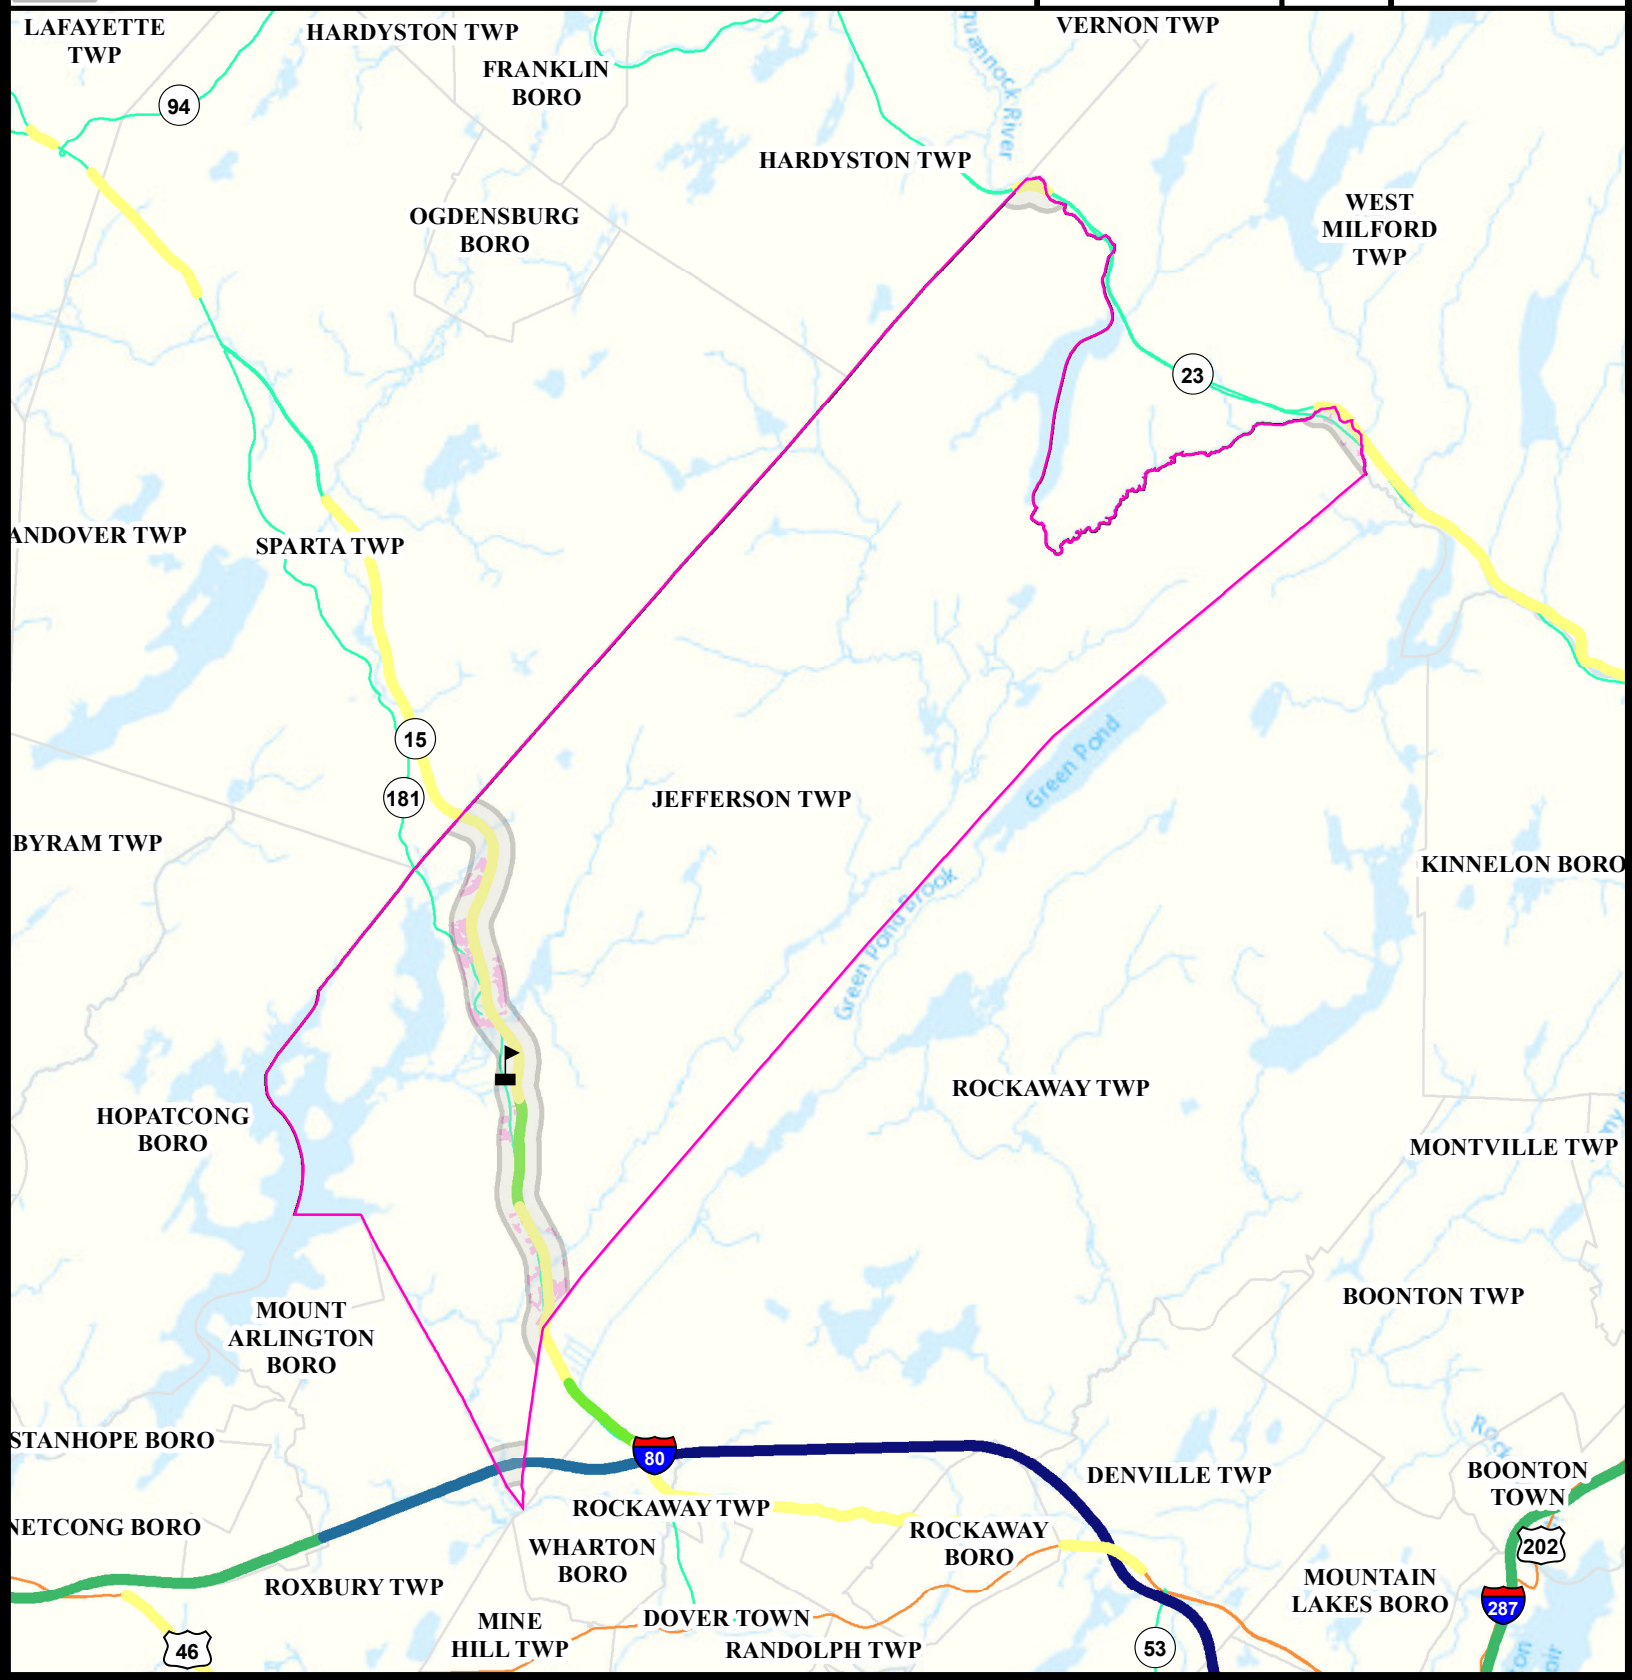 LAFAYETTE
TWP
HARDYSTON TWP
FRANKLIN
BORO
VERNON TWP
94
quannock River
HARDYSTON TWP
OGDENSBURG
BORO
WEST
MILFORD
TWP
23
ANDOVER TWP
SPARTA TWP
15
181
Green Pond
JEFFERSON TWP
BYRAM TWP
KINNELON BORO
Green Pond Brook
ROCKAWAY TWP
HOPATCONG
BORO
MONTVILLE TWP
MOUNT
ARLINGTON
BORO
BOONTON TWP
STANHOPE BORO
Rock
80
DENVILLE TWP
BOONTON
TOWN
NETCONG BORO
ROCKAWAY TWP
WHARTON
BORO
ROCKAWAY
BORO
202
ROXBURY TWP
MOUNTAIN
LAKES BORO
287
MINE
HILL TWP
DOVER TOWN
RANDOLPH TWP
46
53